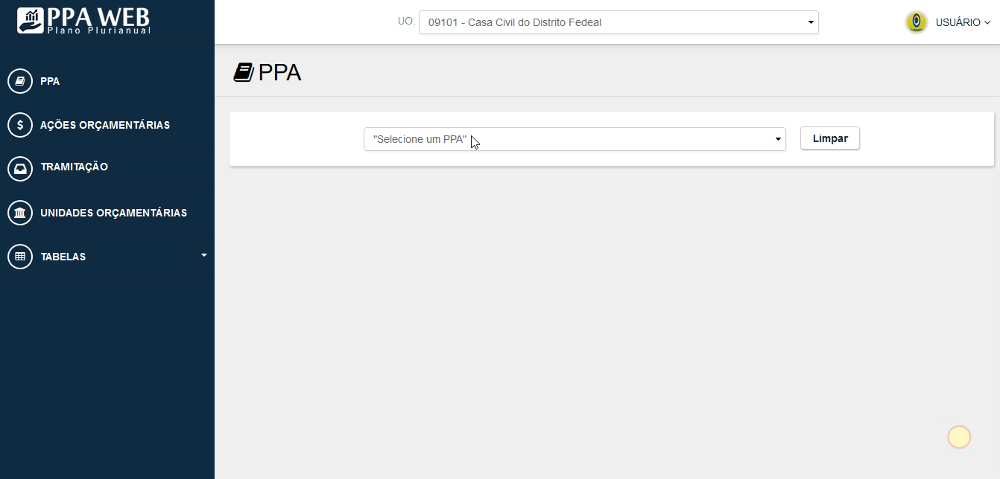 PPA WEB
Plano Plurianual
UO:
09101 - Casa Civil do Distrito Fedeal
USUÁRIO
PPA
PPA
AÇÕES ORÇAMENTÁRIAS
TRAMITAÇÃO
UNIDADES ORÇAMENTÁRIAS
TABELAS
"Selecione um PPA"
Limpar